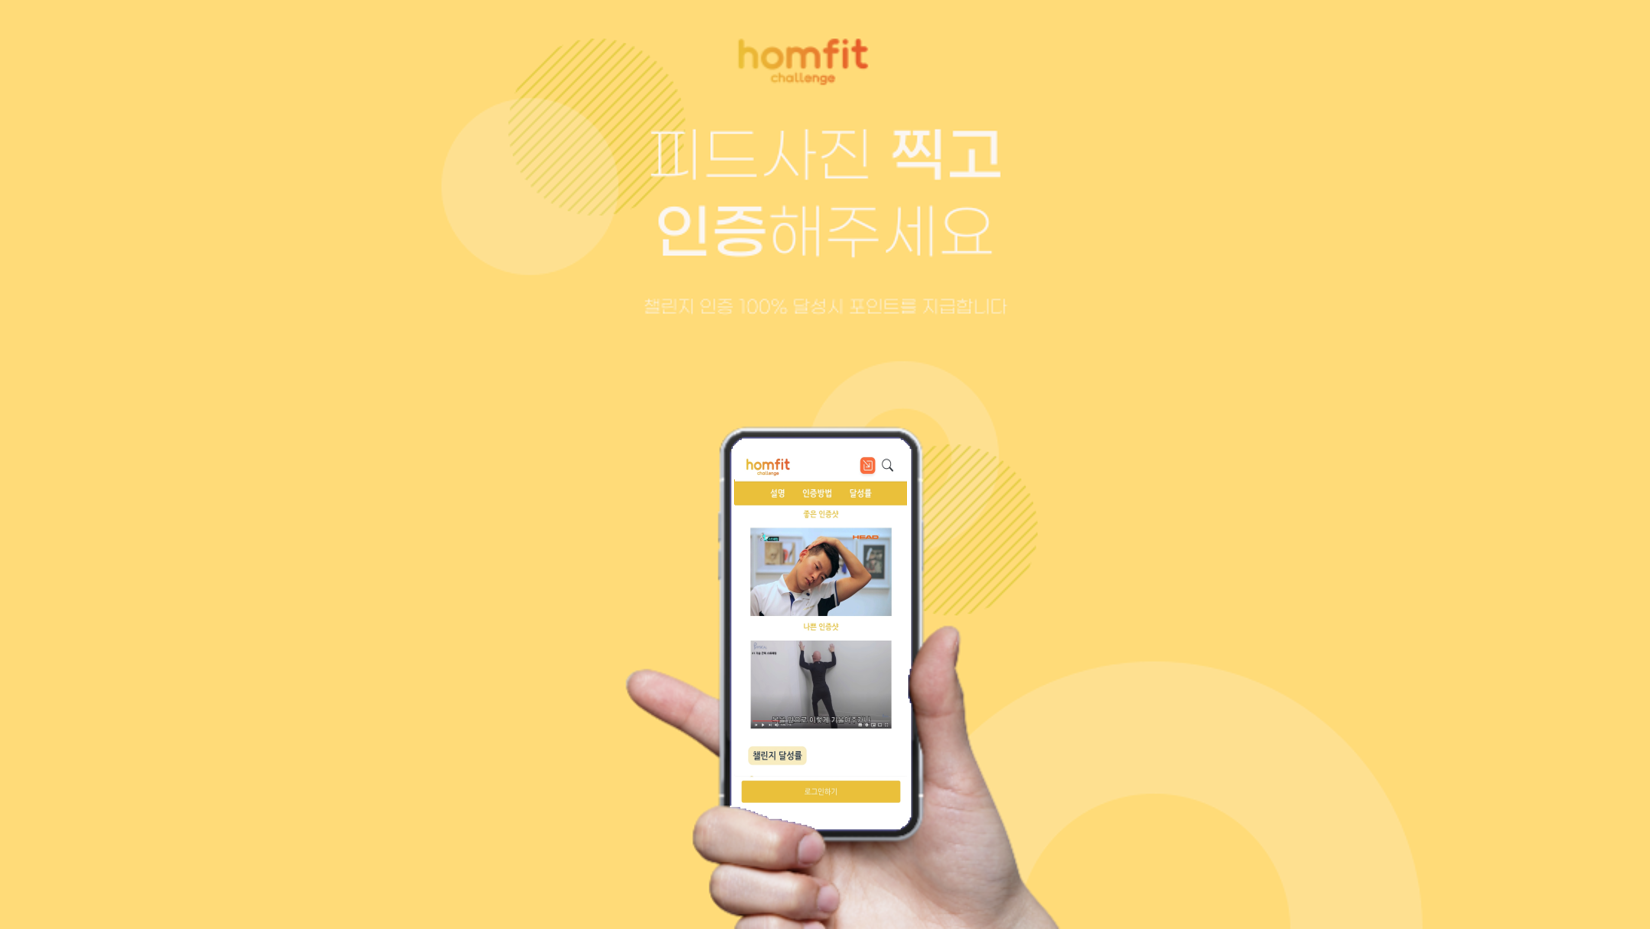 homfit
challenge
피드사진 찍고
인증해주세요
챌린지 인증 100% 달성시 포인트를 지급합니다
homfit
challenge
설명 인증방법 달성률
좋은 인증샷
HEAD
나쁜 인증샷
챌린지 달성률
로그인하기